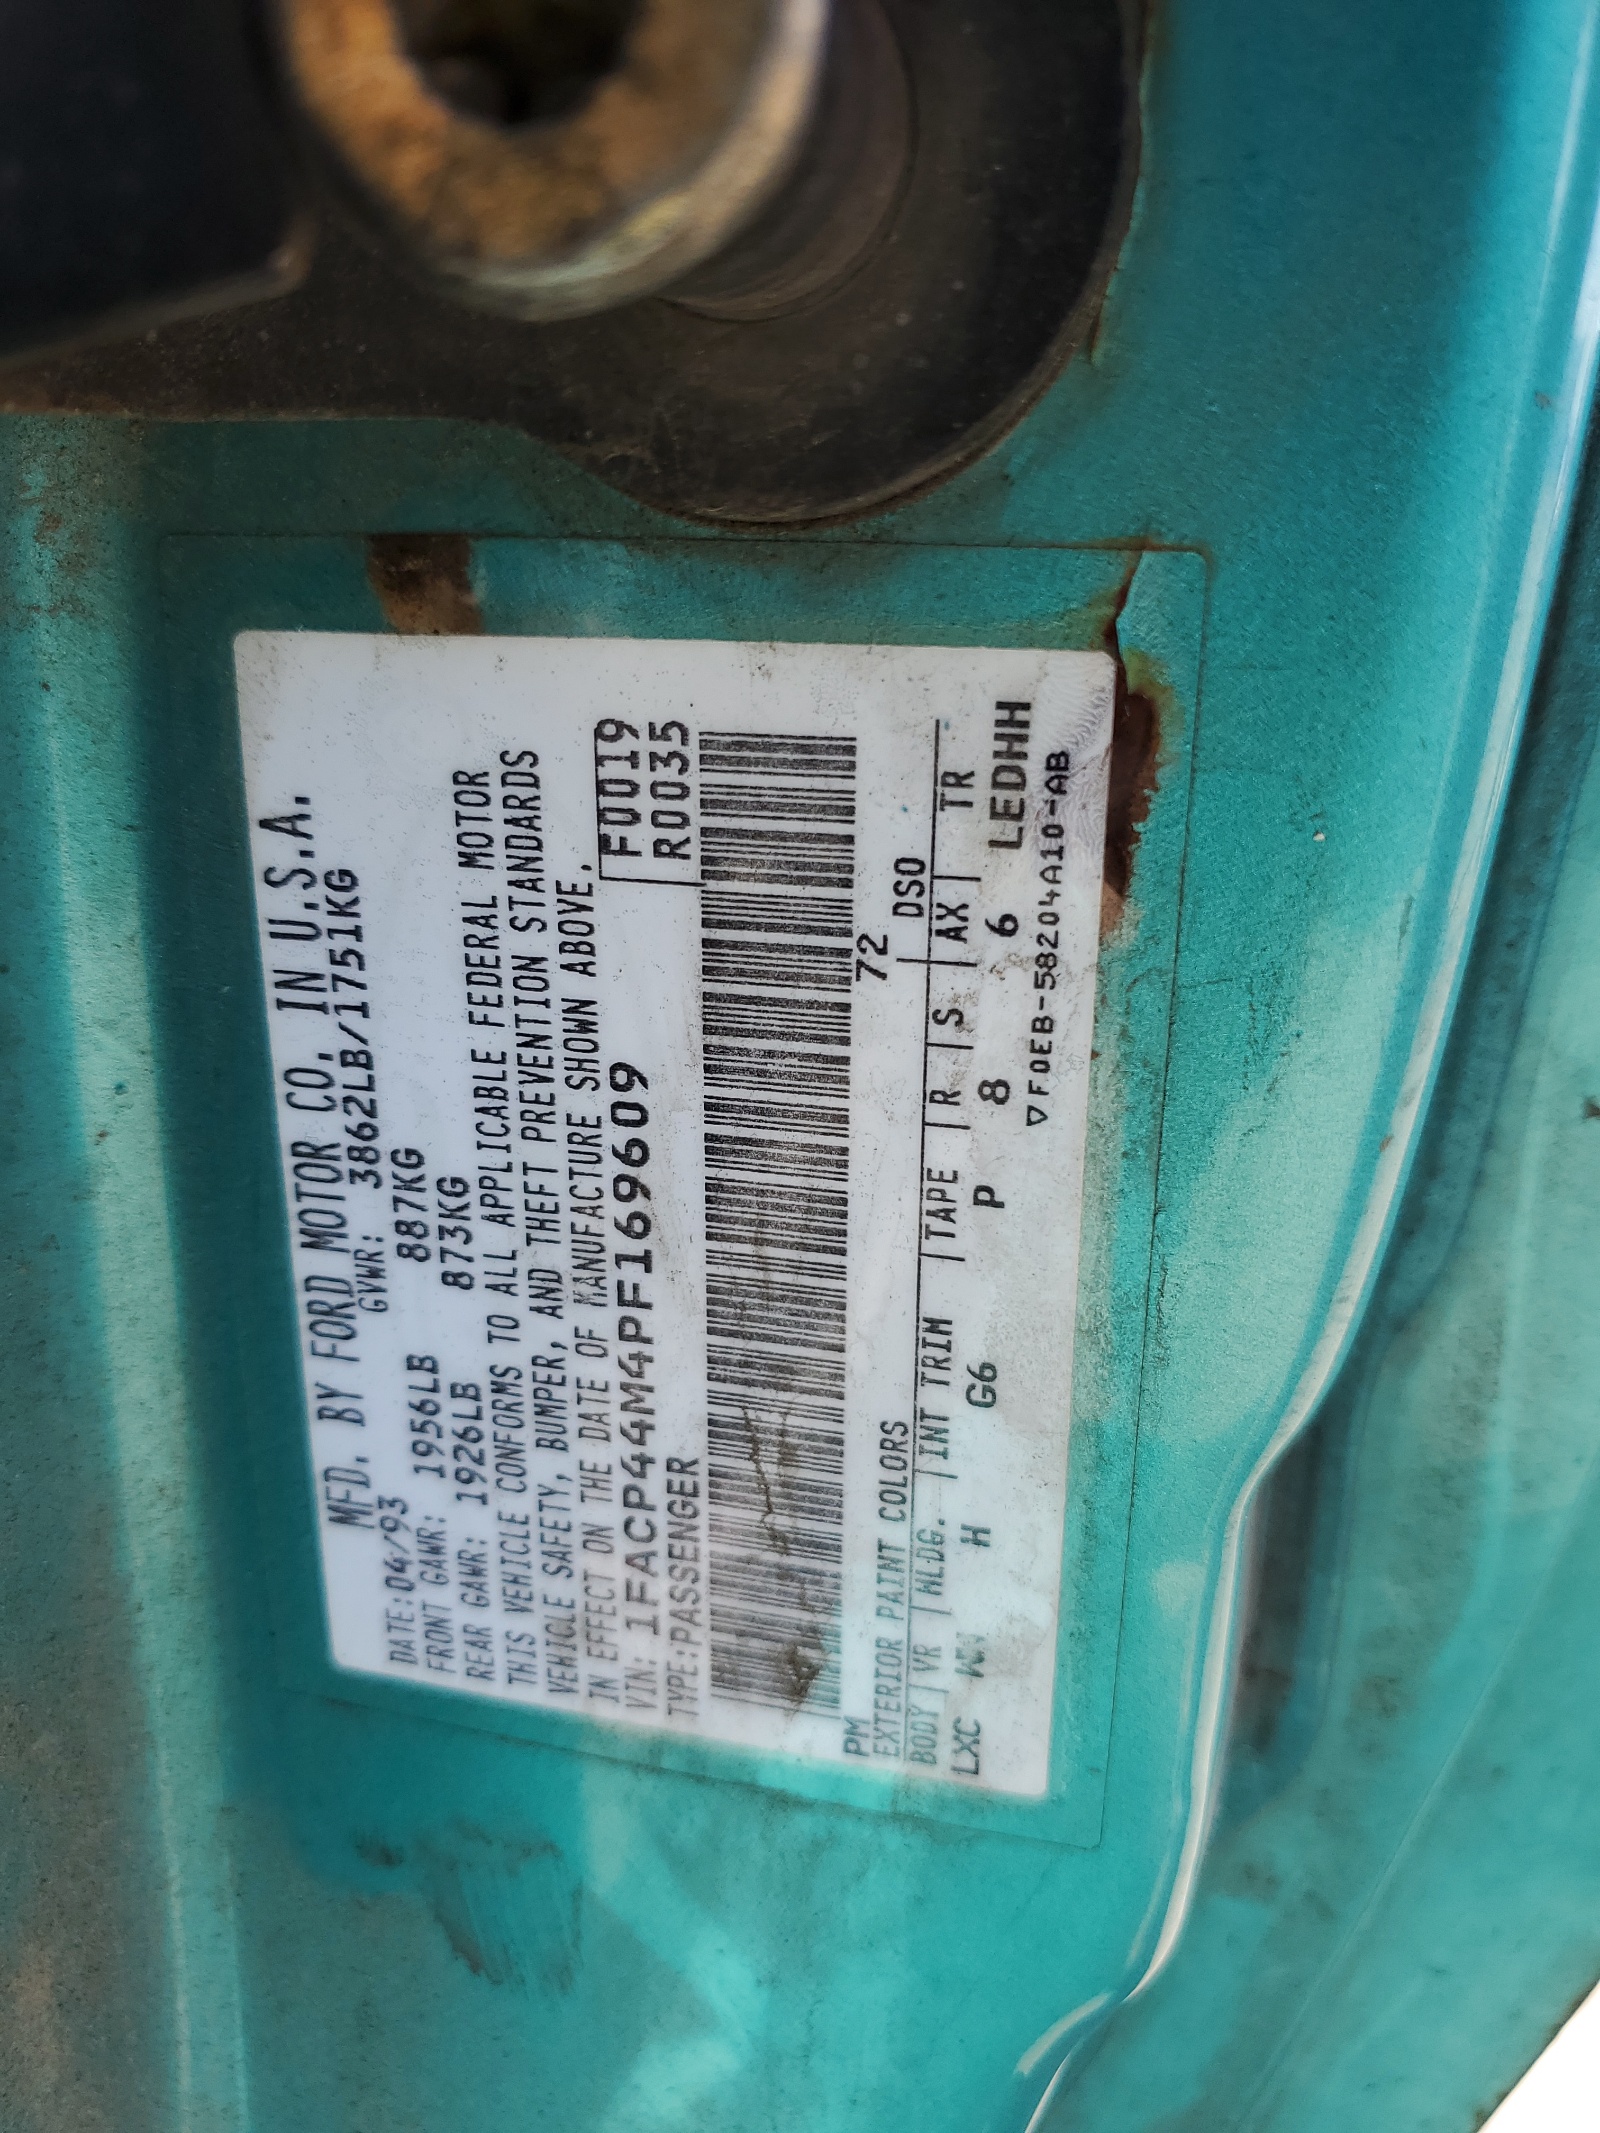 MFD. BY FORD MOTOR CO. IN U.S.A.
DATE:04/93 GVWR: 3862LB/1751KG
FRONT GAWR: 1956LB 887KG
REAR GAWR: 1926LB 873KG
THIS VEHICLE CONFORMS TO ALL APPLICABLE FEDERAL MOTOR
VEHICLE SAFETY, BUMPER, AND THEFT PREVENTION STANDARDS
IN EFFECT ON THE DATE OF MANUFACTURE SHOWN ABOVE.
VIN: 1FACP44M4PF169609 F0019
TYPE:PASSENGER R0035
PM 72
EXTERIOR PAINT COLORS DSO
BODY VR MLDG. INT TRIM TAPE R S AX TR
LXC H G6 P 8 6 LEDHH
▽F0EB-58204A10-AB